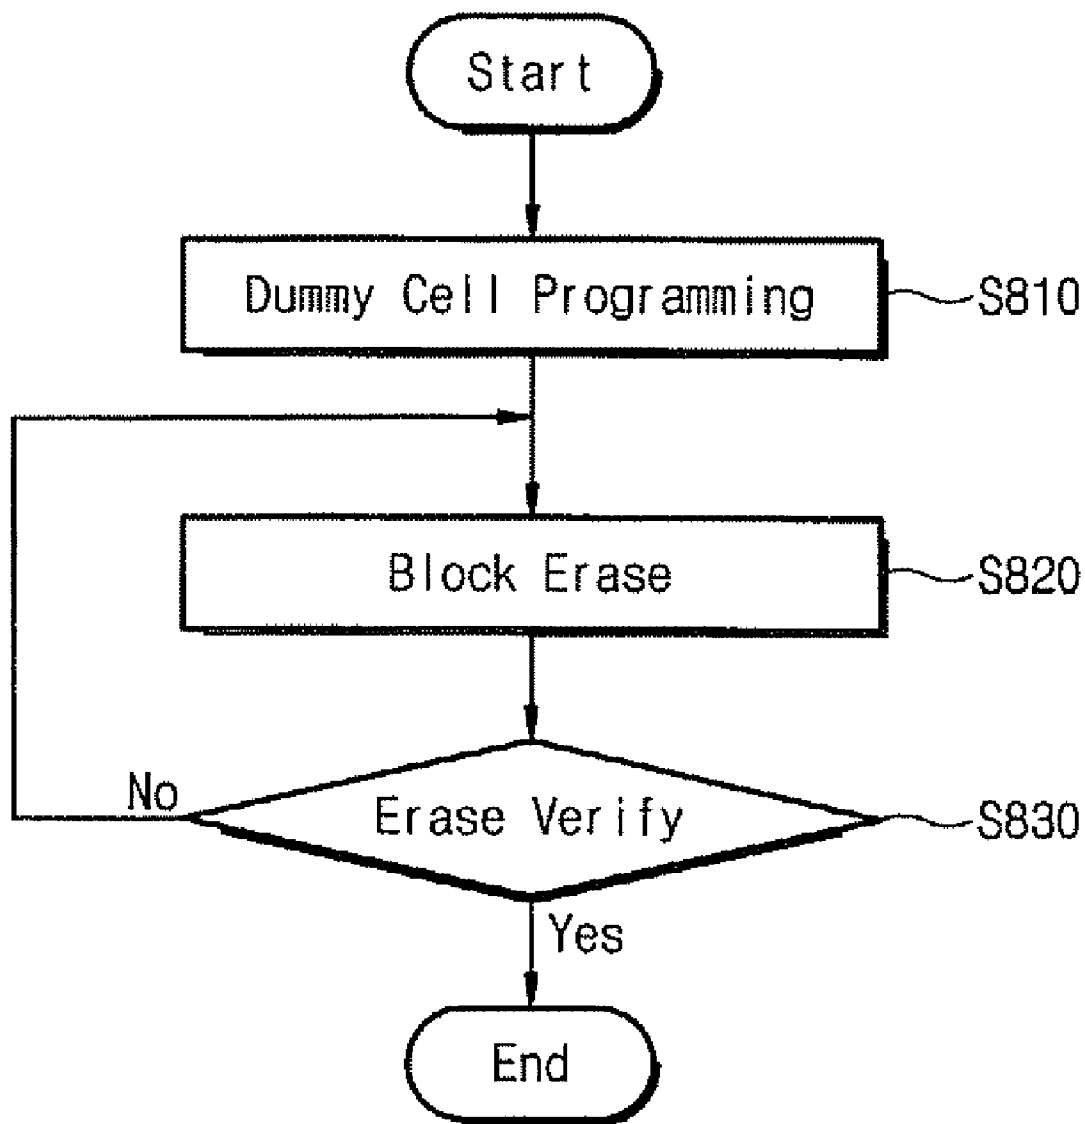 Start
Dummy Cell Programming
S810
Block Erase
S820
No
Erase Verify
S830
Yes
End